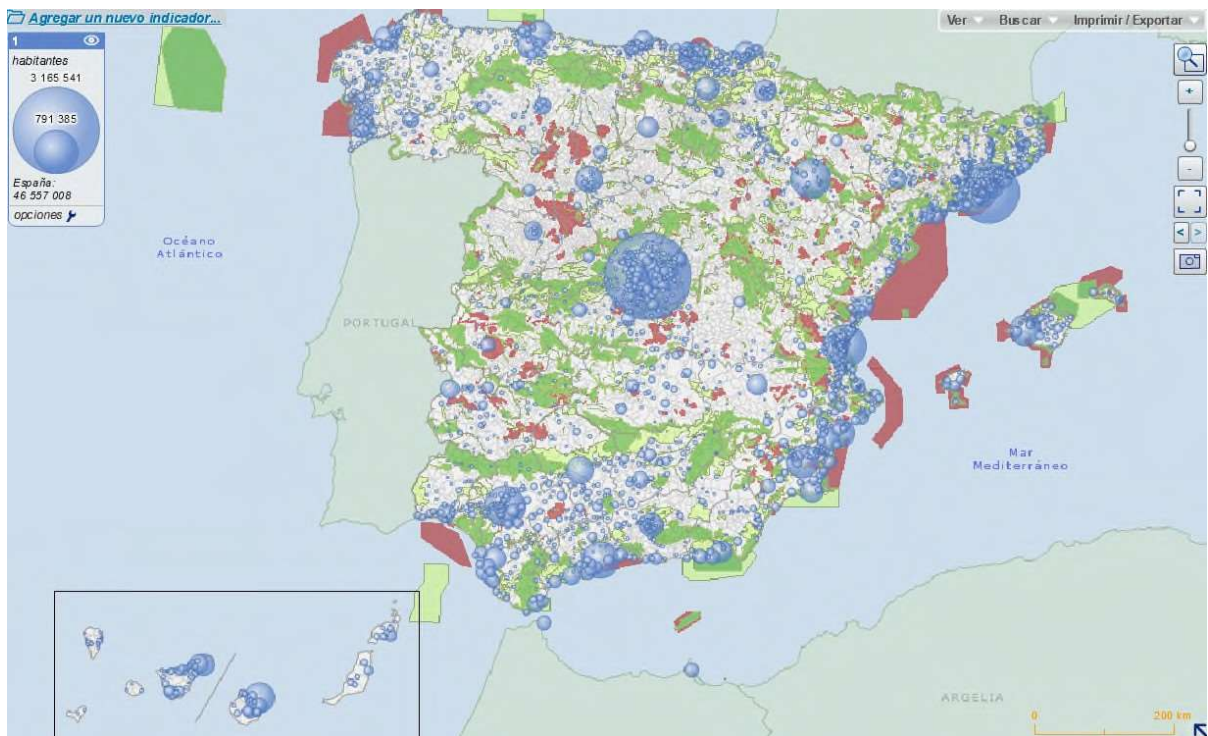 Agregar un nuevo indicador...
Ver Buscar Imprimir / Exportar
1
habitantes
3 165 541
791 385
España:
46 557 008
opciones
+
-
< >
Océano
Atlántico
PORTUGAL
Mar
Mediterráneo
ARGELIA
0 200 km